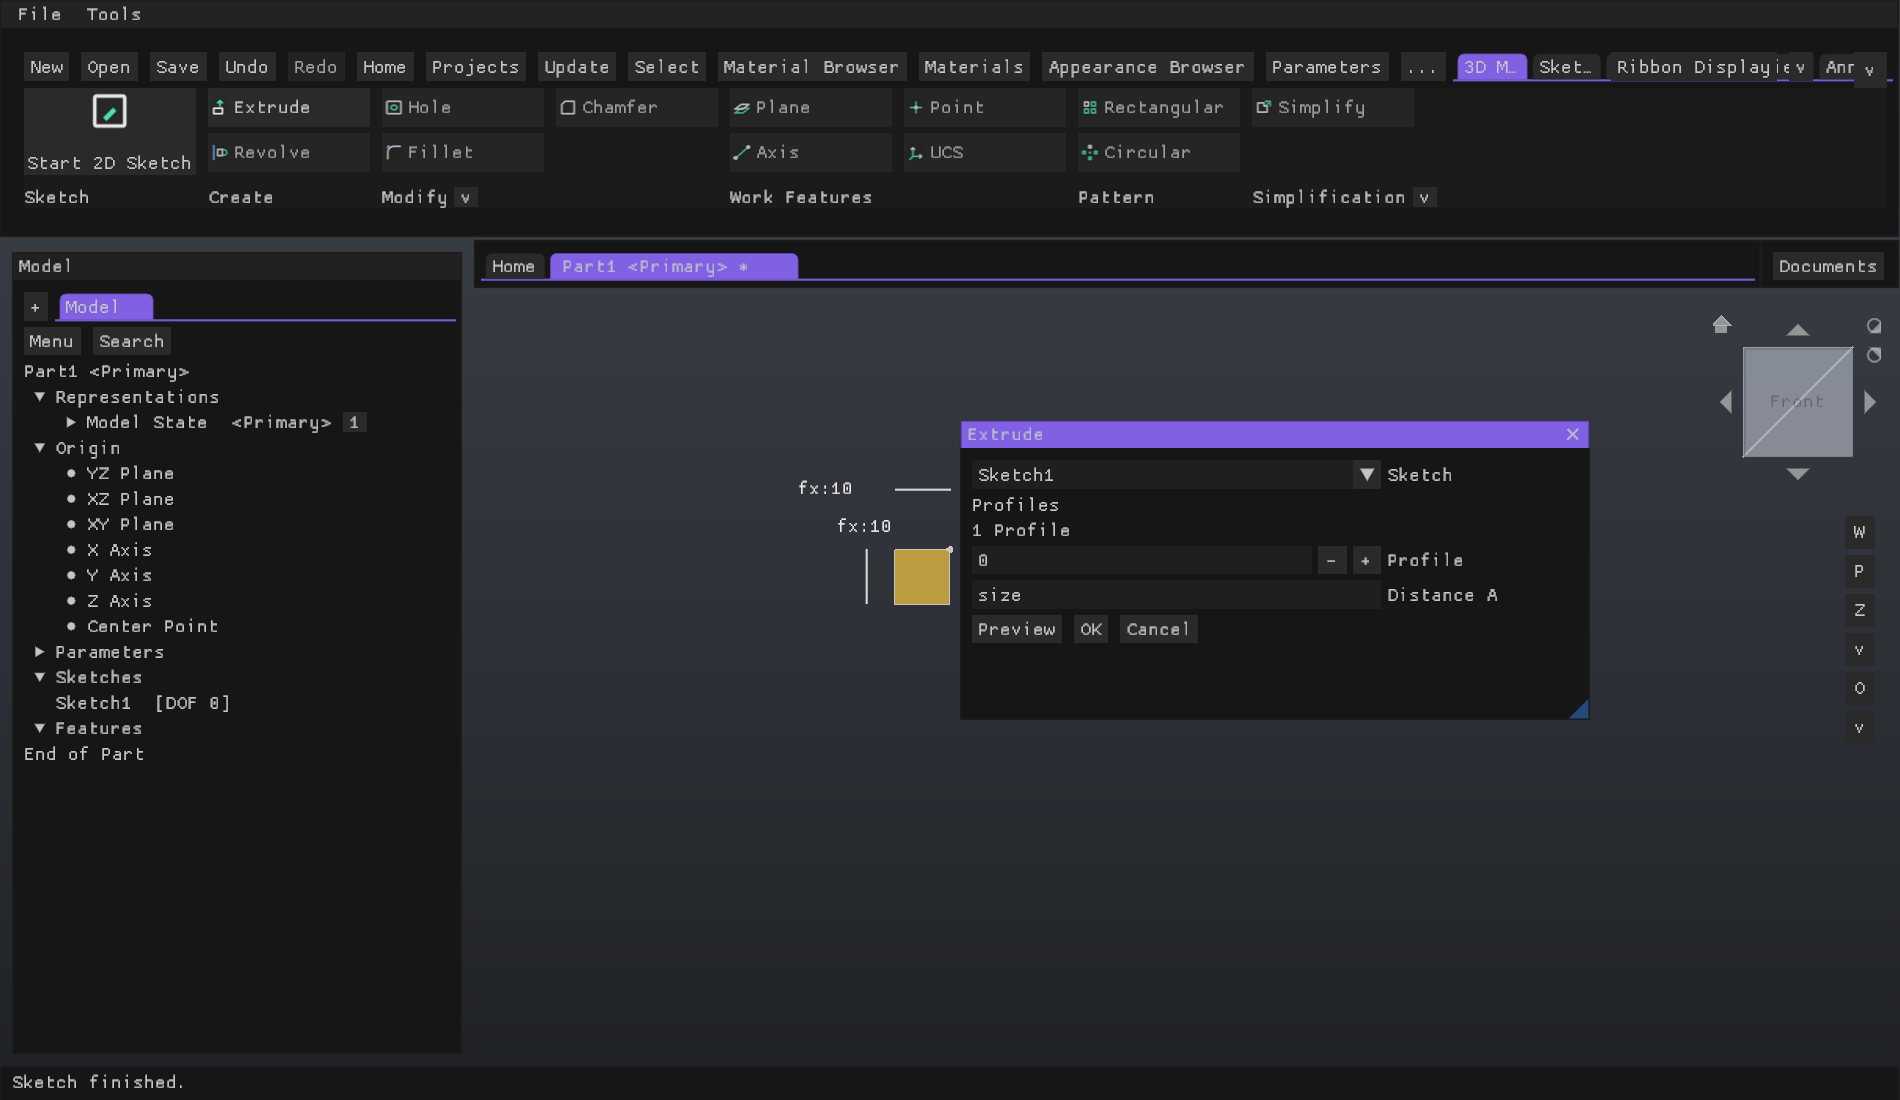 File Tools
New Open Save Undo Redo Home Projects Update Select Material Browser Materials Appearance Browser Parameters ... 3D M… Sket… Ribbon Display v v
Extrude Hole Chamfer Plane Point Rectangular Simplify
Start 2D Sketch Revolve Fillet Axis UCS Circular
Sketch Create Modify v Work Features Pattern Simplification v
Model
Home Part1 <Primary> * Documents
+ Model
Menu Search
Part1 <Primary>
Representations
Model State <Primary> 1
Origin
YZ Plane
XZ Plane
XY Plane
X Axis
Y Axis
Z Axis
Center Point
Parameters
Sketches
Sketch1 [DOF 0]
Features
End of Part
fx:10
fx:10
Extrude
Sketch1 Sketch
Profiles
1 Profile
0 - + Profile
size Distance A
Preview OK Cancel
Front
W
P
Z
v
O
v
Sketch finished.